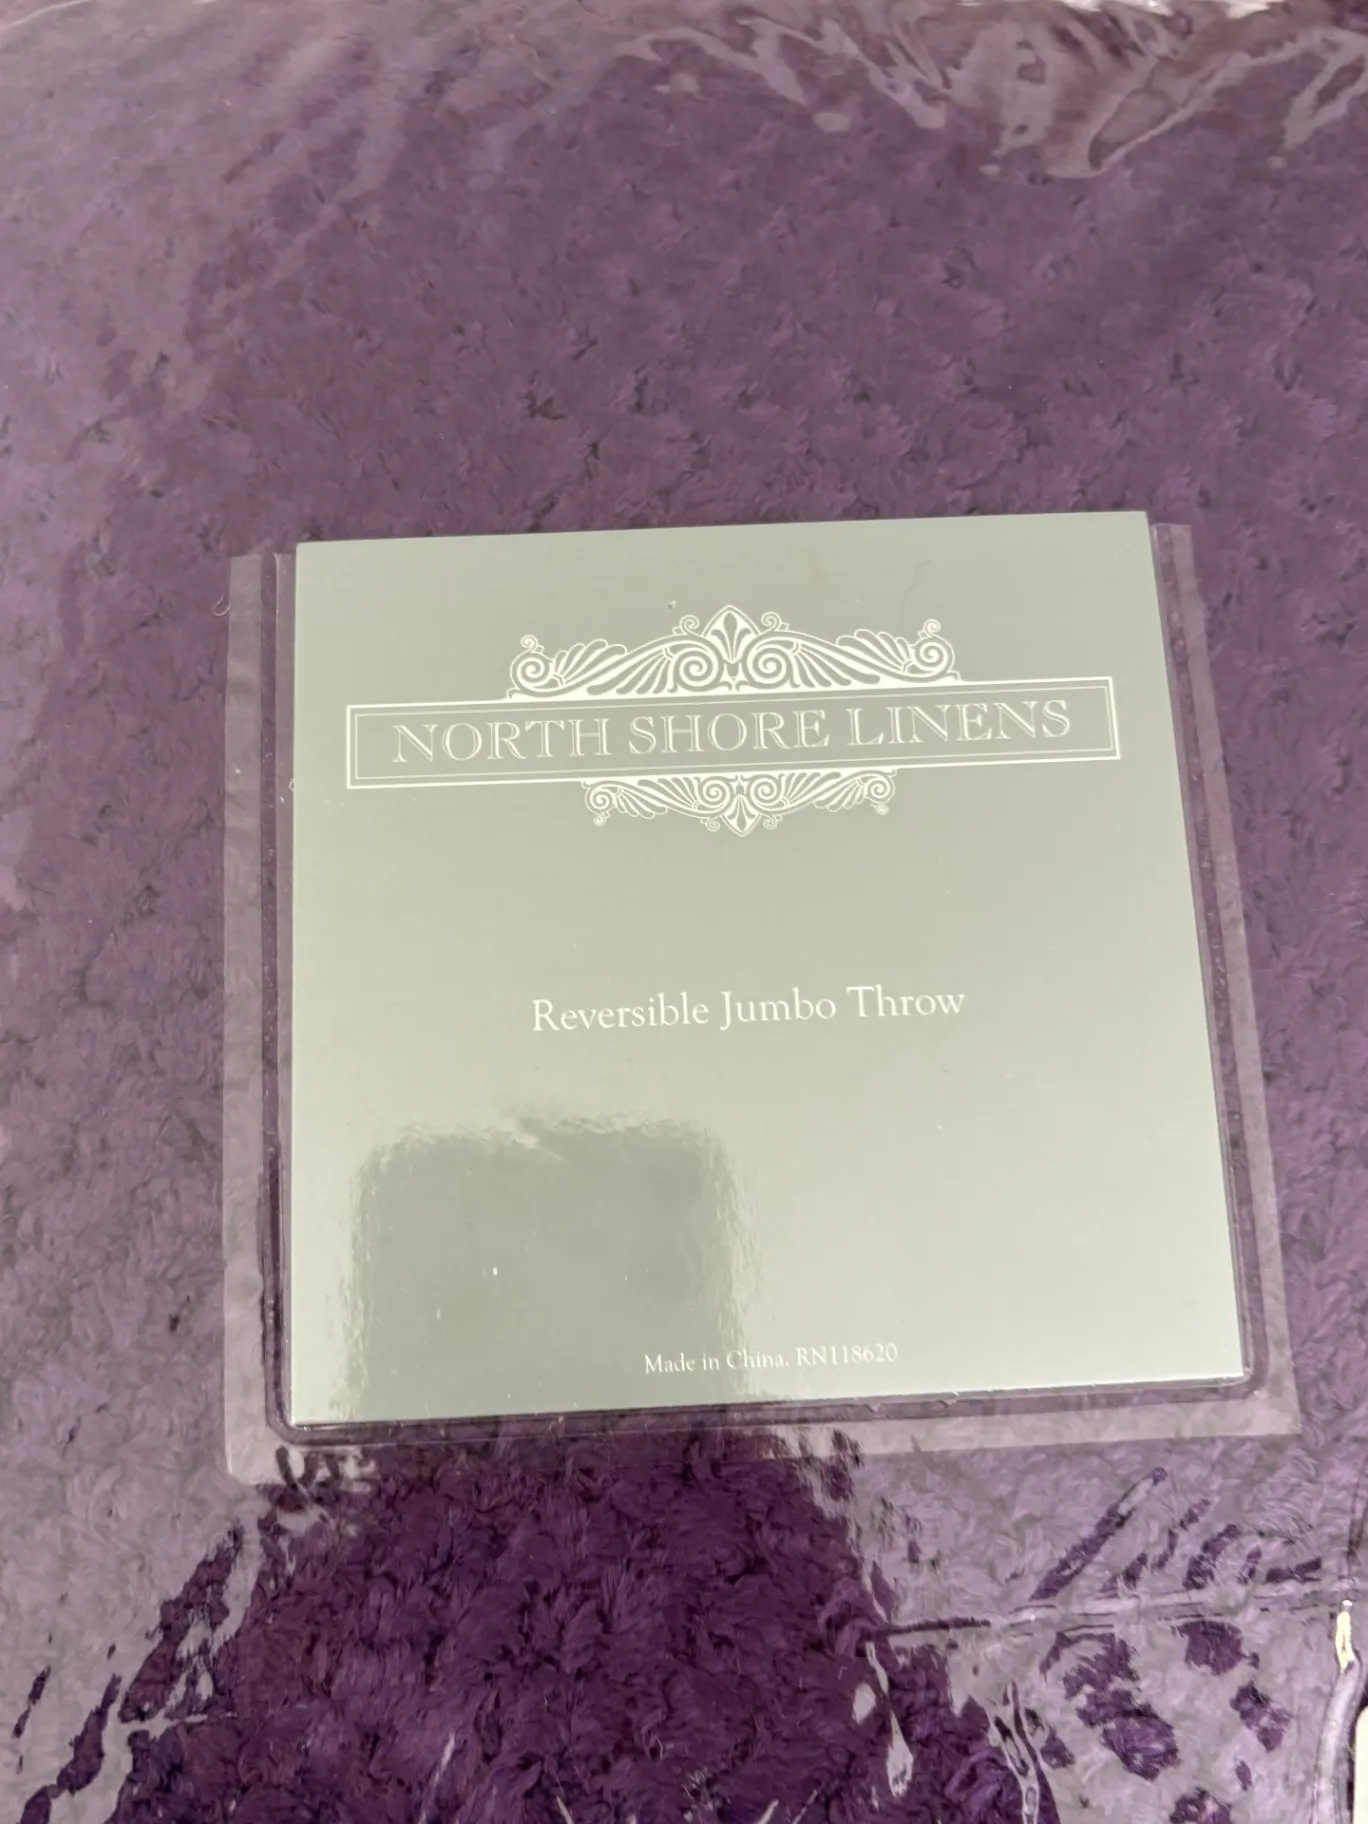 NORTH SHORE LINENS
Reversible Jumbo Throw
Made in China. RN118620